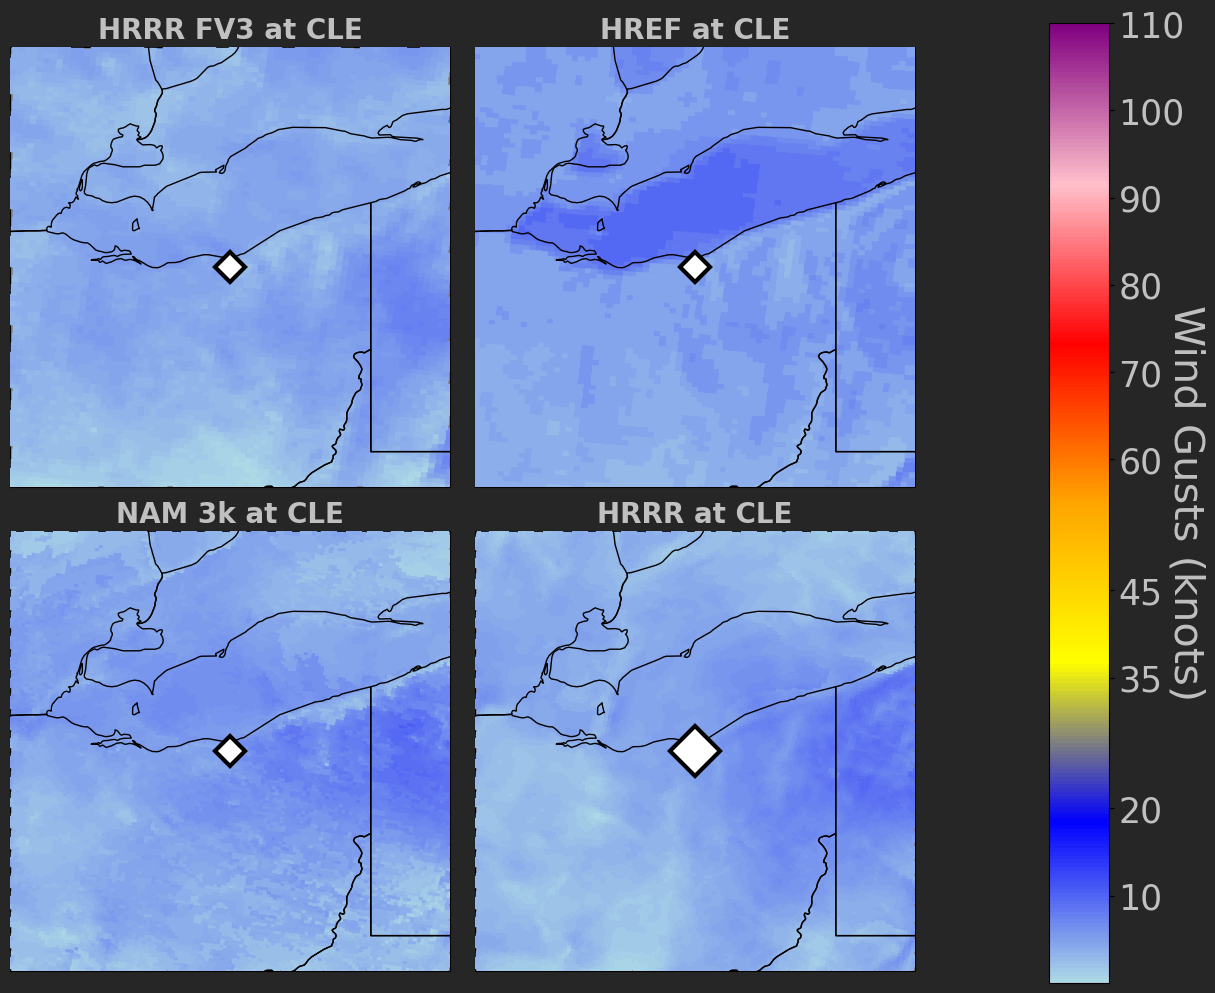 HRRR FV3 at CLE
HREF at CLE
NAM 3k at CLE
HRRR at CLE
110
100
90
80
70
60
45
35
20
10
Wind Gusts (knots)